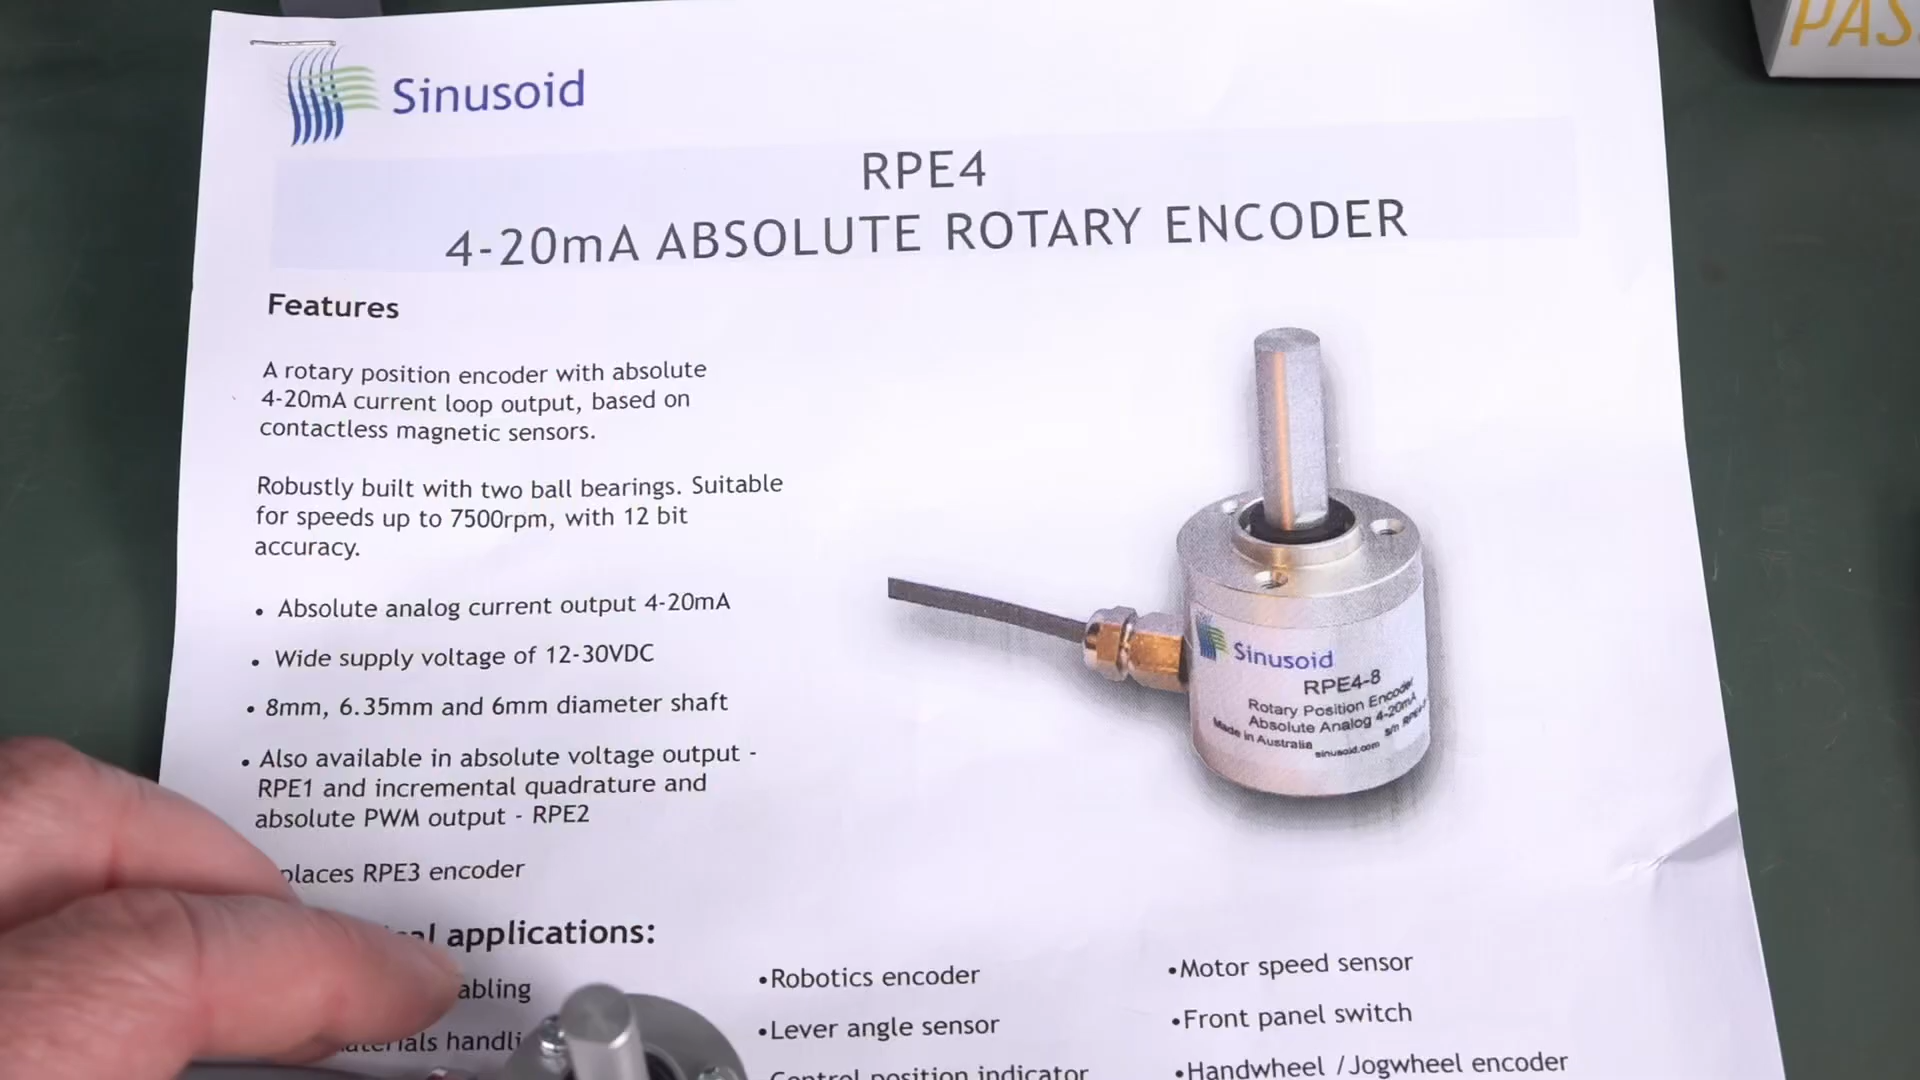 Sinusoid
RPE4
4-20mA ABSOLUTE ROTARY ENCODER
Features
A rotary position encoder with absolute
4-20mA current loop output, based on
contactless magnetic sensors.
Robustly built with two ball bearings. Suitable
for speeds up to 7500rpm, with 12 bit
accuracy.
• Absolute analog current output 4-20mA
• Wide supply voltage of 12-30VDC
• 8mm, 6.35mm and 6mm diameter shaft
• Also available in absolute voltage output -
RPE1 and incremental quadrature and
absolute PWM output - RPE2
RPE3 encoder
applications:
•Robotics encoder
•Lever angle sensor
Control position indicator
•Motor speed sensor
•Front panel switch
•Handwheel /Jogwheel encoder
Sinusoid
RPE4-8
Rotary Position Encoder
Absolute Analog 4-20mA
Made in Australia
sinusoid.com